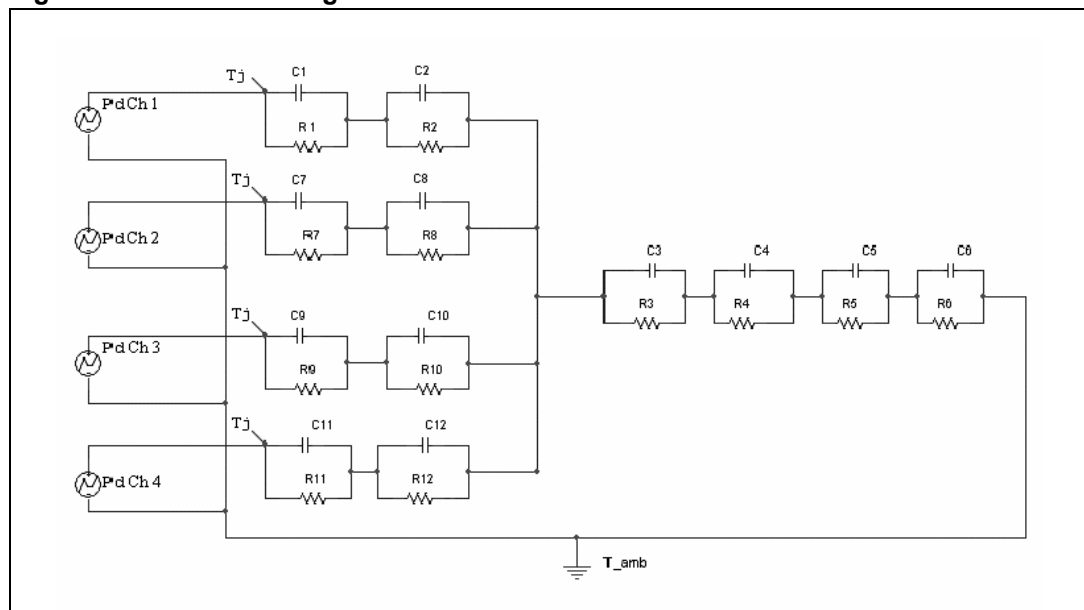 Tj
C1
C2
PdCh1
R1
R2
Tj
C7
C8
PdCh2
R7
R8
C3
C4
C5
C6
R3
R4
R5
R6
Tj
C9
C10
PdCh3
R9
R10
Tj
C11
C12
PdCh4
R11
R12
T_amb